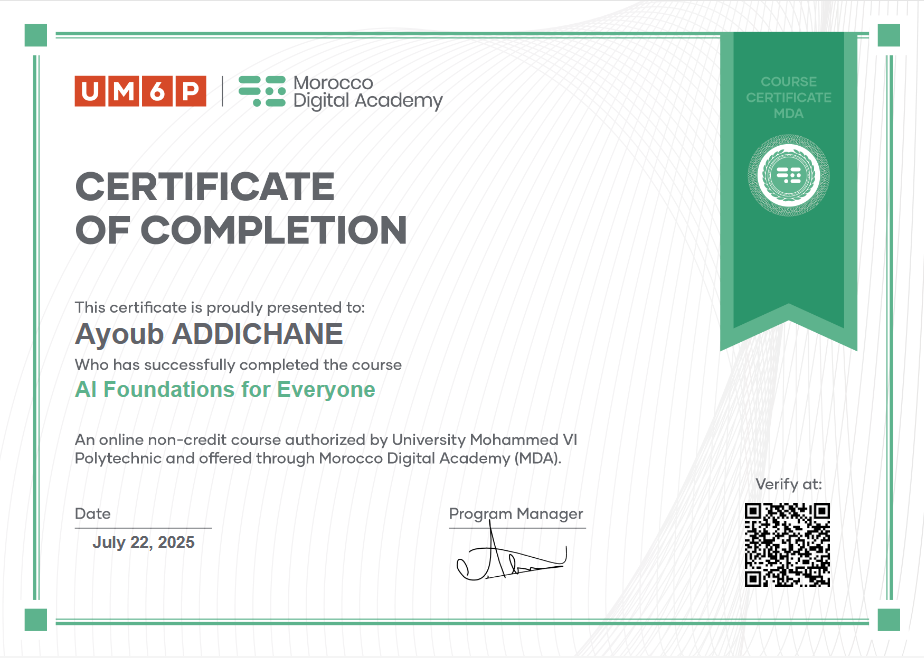 UM6P
Morocco
Digital Academy
COURSE
CERTIFICATE
MDA
CERTIFICATE
OF COMPLETION
This certificate is proudly presented to:
Ayoub ADDICHANE
Who has successfully completed the course
AI Foundations for Everyone
An online non-credit course authorized by University Mohammed VI
Polytechnic and offered through Morocco Digital Academy (MDA).
Date
July 22, 2025
Program Manager
Verify at: